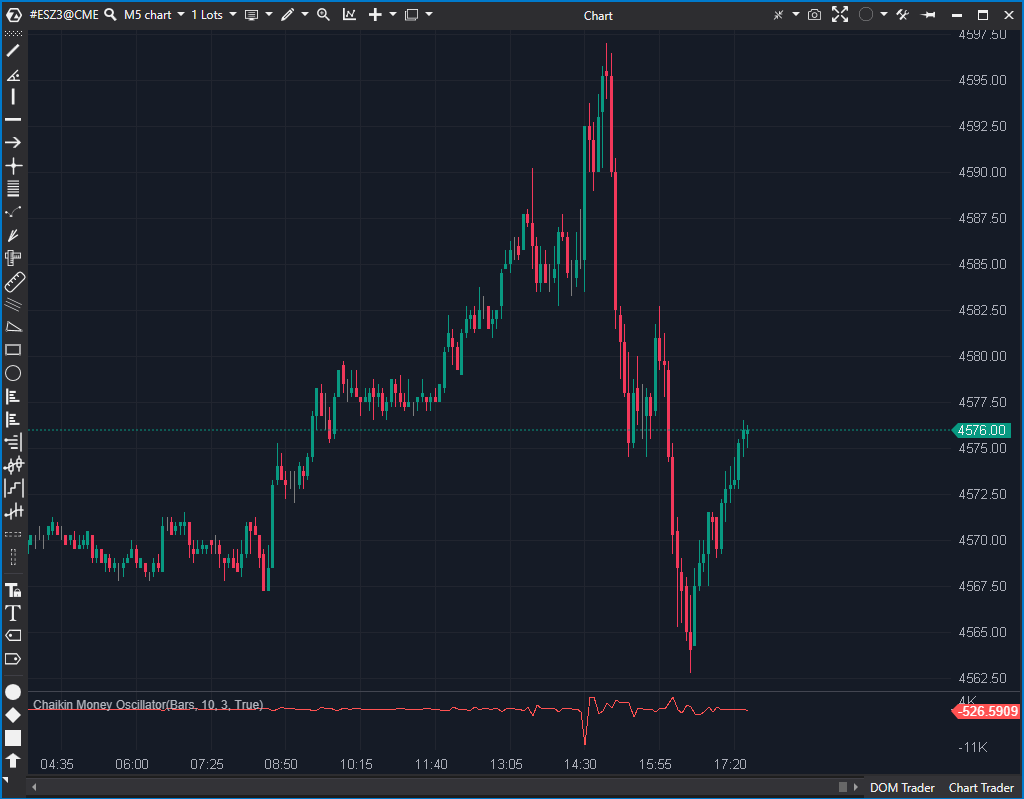 #ESZ3@CME M5 chart 1 Lots Chart
4597.50
4595.00
4592.50
4590.00
4587.50
4585.00
4582.50
4580.00
4577.50
4576.00
4575.00
4572.50
4570.00
4567.50
4565.00
4562.50
Chaikin Money Oscillator(Bars, 10, 3, True)
4K
-526.5909
-11K
04:35 06:00 07:25 08:50 10:15 11:40 13:05 14:30 15:55 17:20
DOM Trader Chart Trader